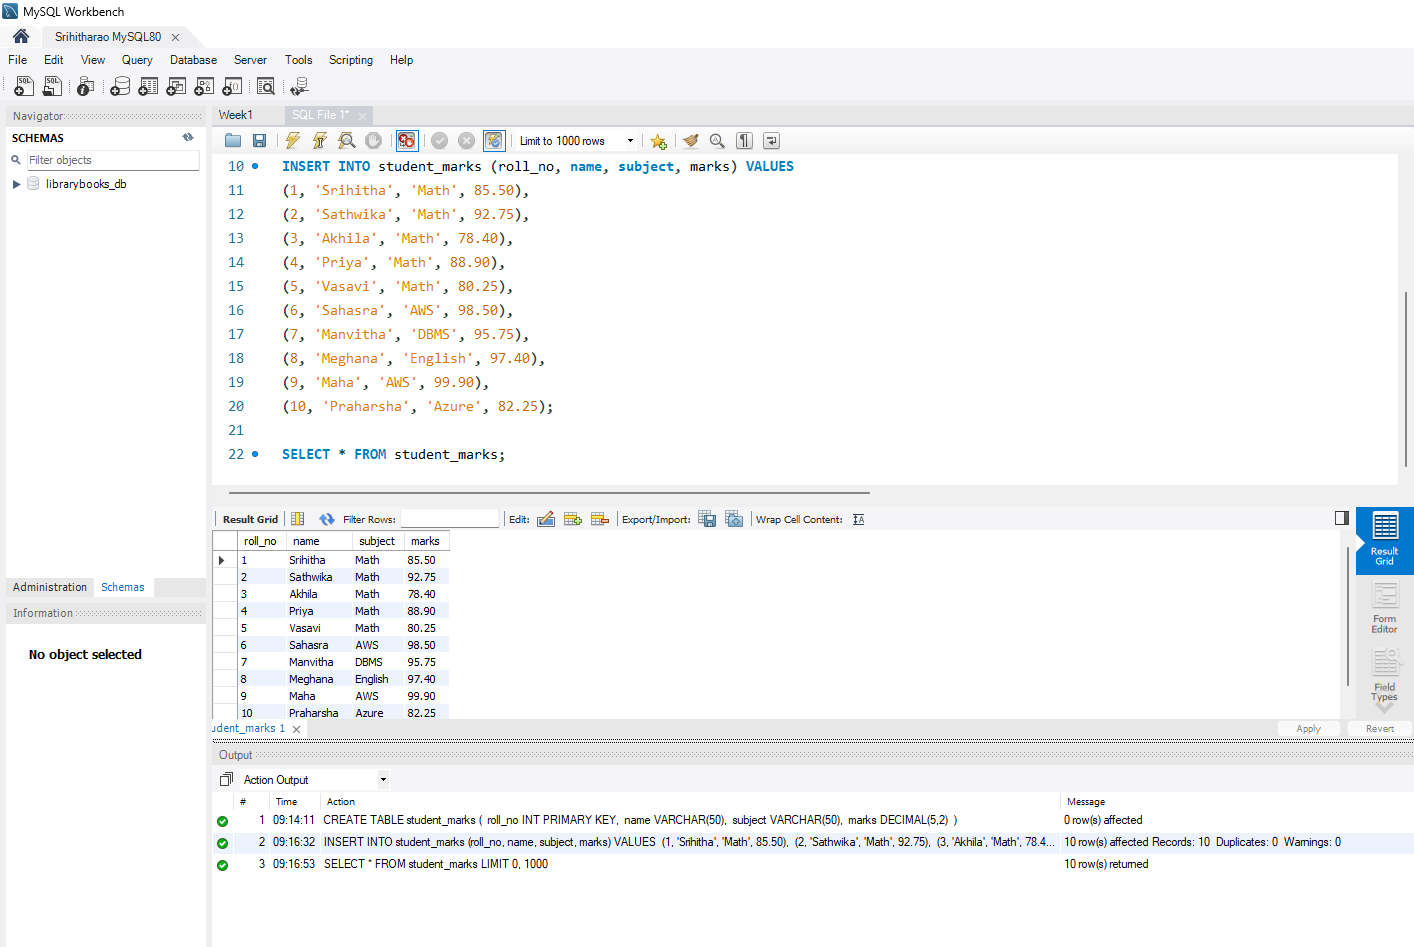 MySQL Workbench
Srihitharao MySQL80
File Edit View Query Database Server Tools Scripting Help
Navigator
SCHEMAS
Filter objects
librarybooks_db
Administration Schemas
Information
No object selected
Week1 SQL File 1*
Limit to 1000 rows
10 INSERT INTO student_marks (roll_no, name, subject, marks) VALUES
11 (1, 'Srihitha', 'Math', 85.50),
12 (2, 'Sathwika', 'Math', 92.75),
13 (3, 'Akhila', 'Math', 78.40),
14 (4, 'Priya', 'Math', 88.90),
15 (5, 'Vasavi', 'Math', 80.25),
16 (6, 'Sahasra', 'AWS', 98.50),
17 (7, 'Manvitha', 'DBMS', 95.75),
18 (8, 'Meghana', 'English', 97.40),
19 (9, 'Maha', 'AWS', 99.90),
20 (10, 'Praharsha', 'Azure', 82.25);
21
22 SELECT * FROM student_marks;
Result Grid Filter Rows: Edit: Export/Import: Wrap Cell Content:
roll_no name subject marks
1 Srihitha Math 85.50
2 Sathwika Math 92.75
3 Akhila Math 78.40
4 Priya Math 88.90
5 Vasavi Math 80.25
6 Sahasra AWS 98.50
7 Manvitha DBMS 95.75
8 Meghana English 97.40
9 Maha AWS 99.90
10 Praharsha Azure 82.25
Result
Grid
Form
Editor
Field
Types
udent_marks 1 Apply Revert
Output
Action Output
# Time Action Message
1 09:14:11 CREATE TABLE student_marks ( roll_no INT PRIMARY KEY, name VARCHAR(50), subject VARCHAR(50), marks DECIMAL(5,2) ) 0 row(s) affected
2 09:16:32 INSERT INTO student_marks (roll_no, name, subject, marks) VALUES (1, 'Srihitha', 'Math', 85.50), (2, 'Sathwika', 'Math', 92.75), (3, 'Akhila', 'Math', 78.4... 10 row(s) affected Records: 10 Duplicates: 0 Warnings: 0
3 09:16:53 SELECT * FROM student_marks LIMIT 0, 1000 10 row(s) returned